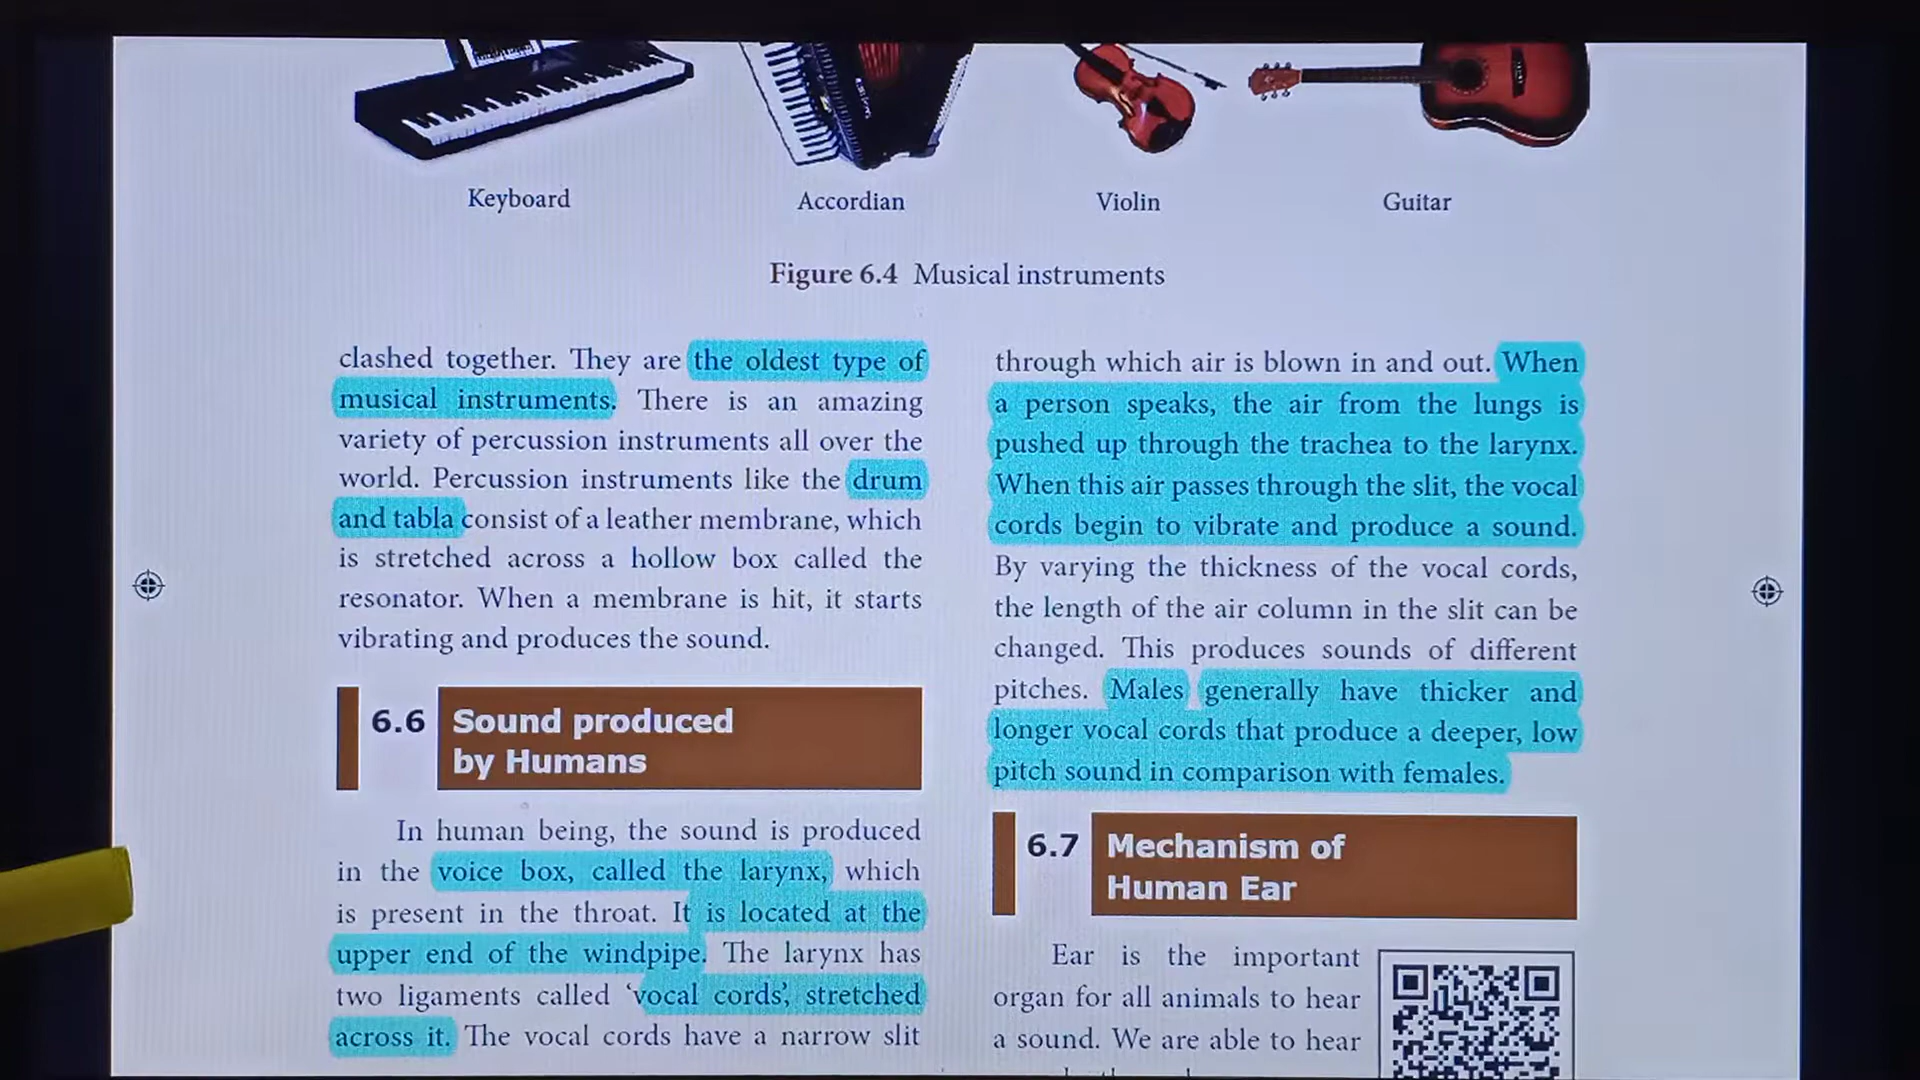 Keyboard
Accordian
Violin
Guitar
Figure 6.4 Musical instruments
clashed together. They are the oldest type of
musical instruments. There is an amazing
variety of percussion instruments all over the
world. Percussion instruments like the drum
and tabla consist of a leather membrane, which
is stretched across a hollow box called the
resonator. When a membrane is hit, it starts
vibrating and produces the sound.
6.6 Sound produced
by Humans
In human being, the sound is produced
in the voice box, called the larynx, which
is present in the throat. It is located at the
upper end of the windpipe. The larynx has
two ligaments called ‘vocal cords’, stretched
across it. The vocal cords have a narrow slit
through which air is blown in and out. When
a person speaks, the air from the lungs is
pushed up through the trachea to the larynx.
When this air passes through the slit, the vocal
cords begin to vibrate and produce a sound.
By varying the thickness of the vocal cords,
the length of the air column in the slit can be
changed. This produces sounds of different
pitches. Males generally have thicker and
longer vocal cords that produce a deeper, low
pitch sound in comparison with females.
6.7 Mechanism of
Human Ear
Ear is the important
organ for all animals to hear
a sound. We are able to hear